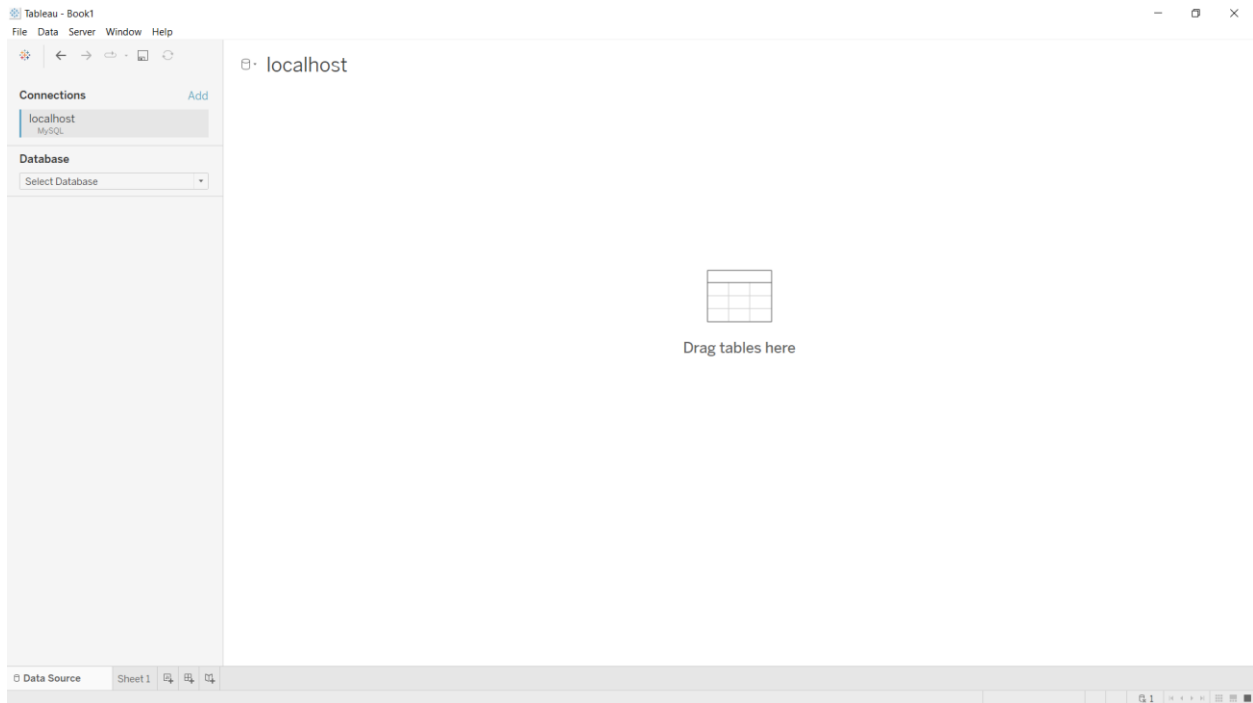 Tableau - Book1
File Data Server Window Help
localhost
Connections Add
localhost
MySQL
Database
Select Database
Drag tables here
Data Source Sheet 1
1